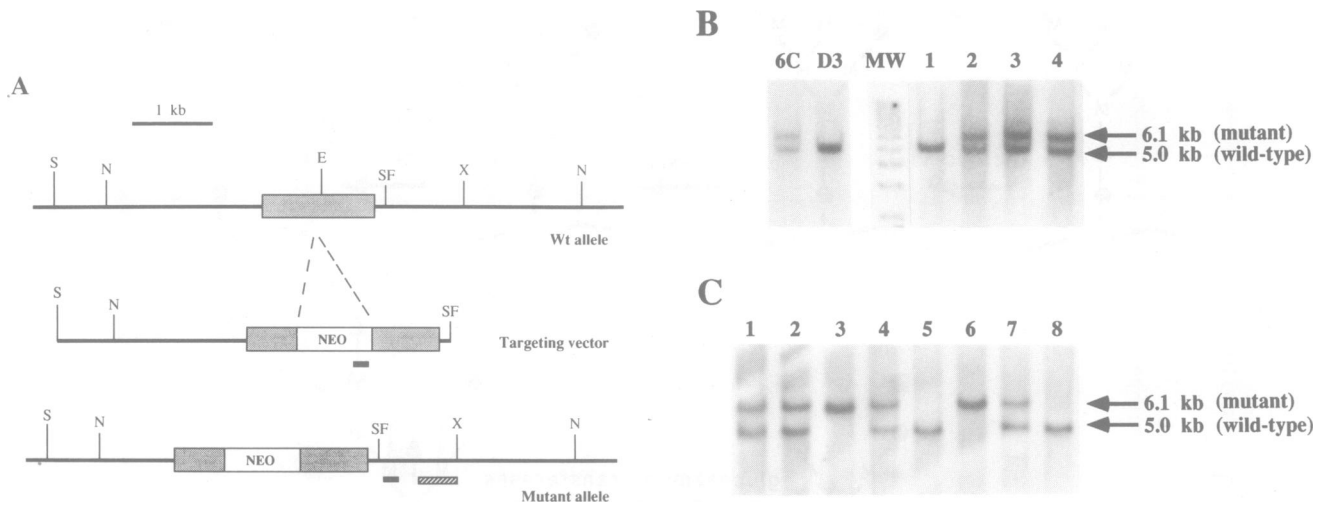 A
1 kb
S N E SF X N
Wt allele
S N SF
NEO
Targeting vector
S N SF X N
NEO
Mutant allele
B
6C D3 MW 1 2 3 4
6.1 kb (mutant)
5.0 kb (wild-type)
C
1 2 3 4 5 6 7 8
6.1 kb (mutant)
5.0 kb (wild-type)